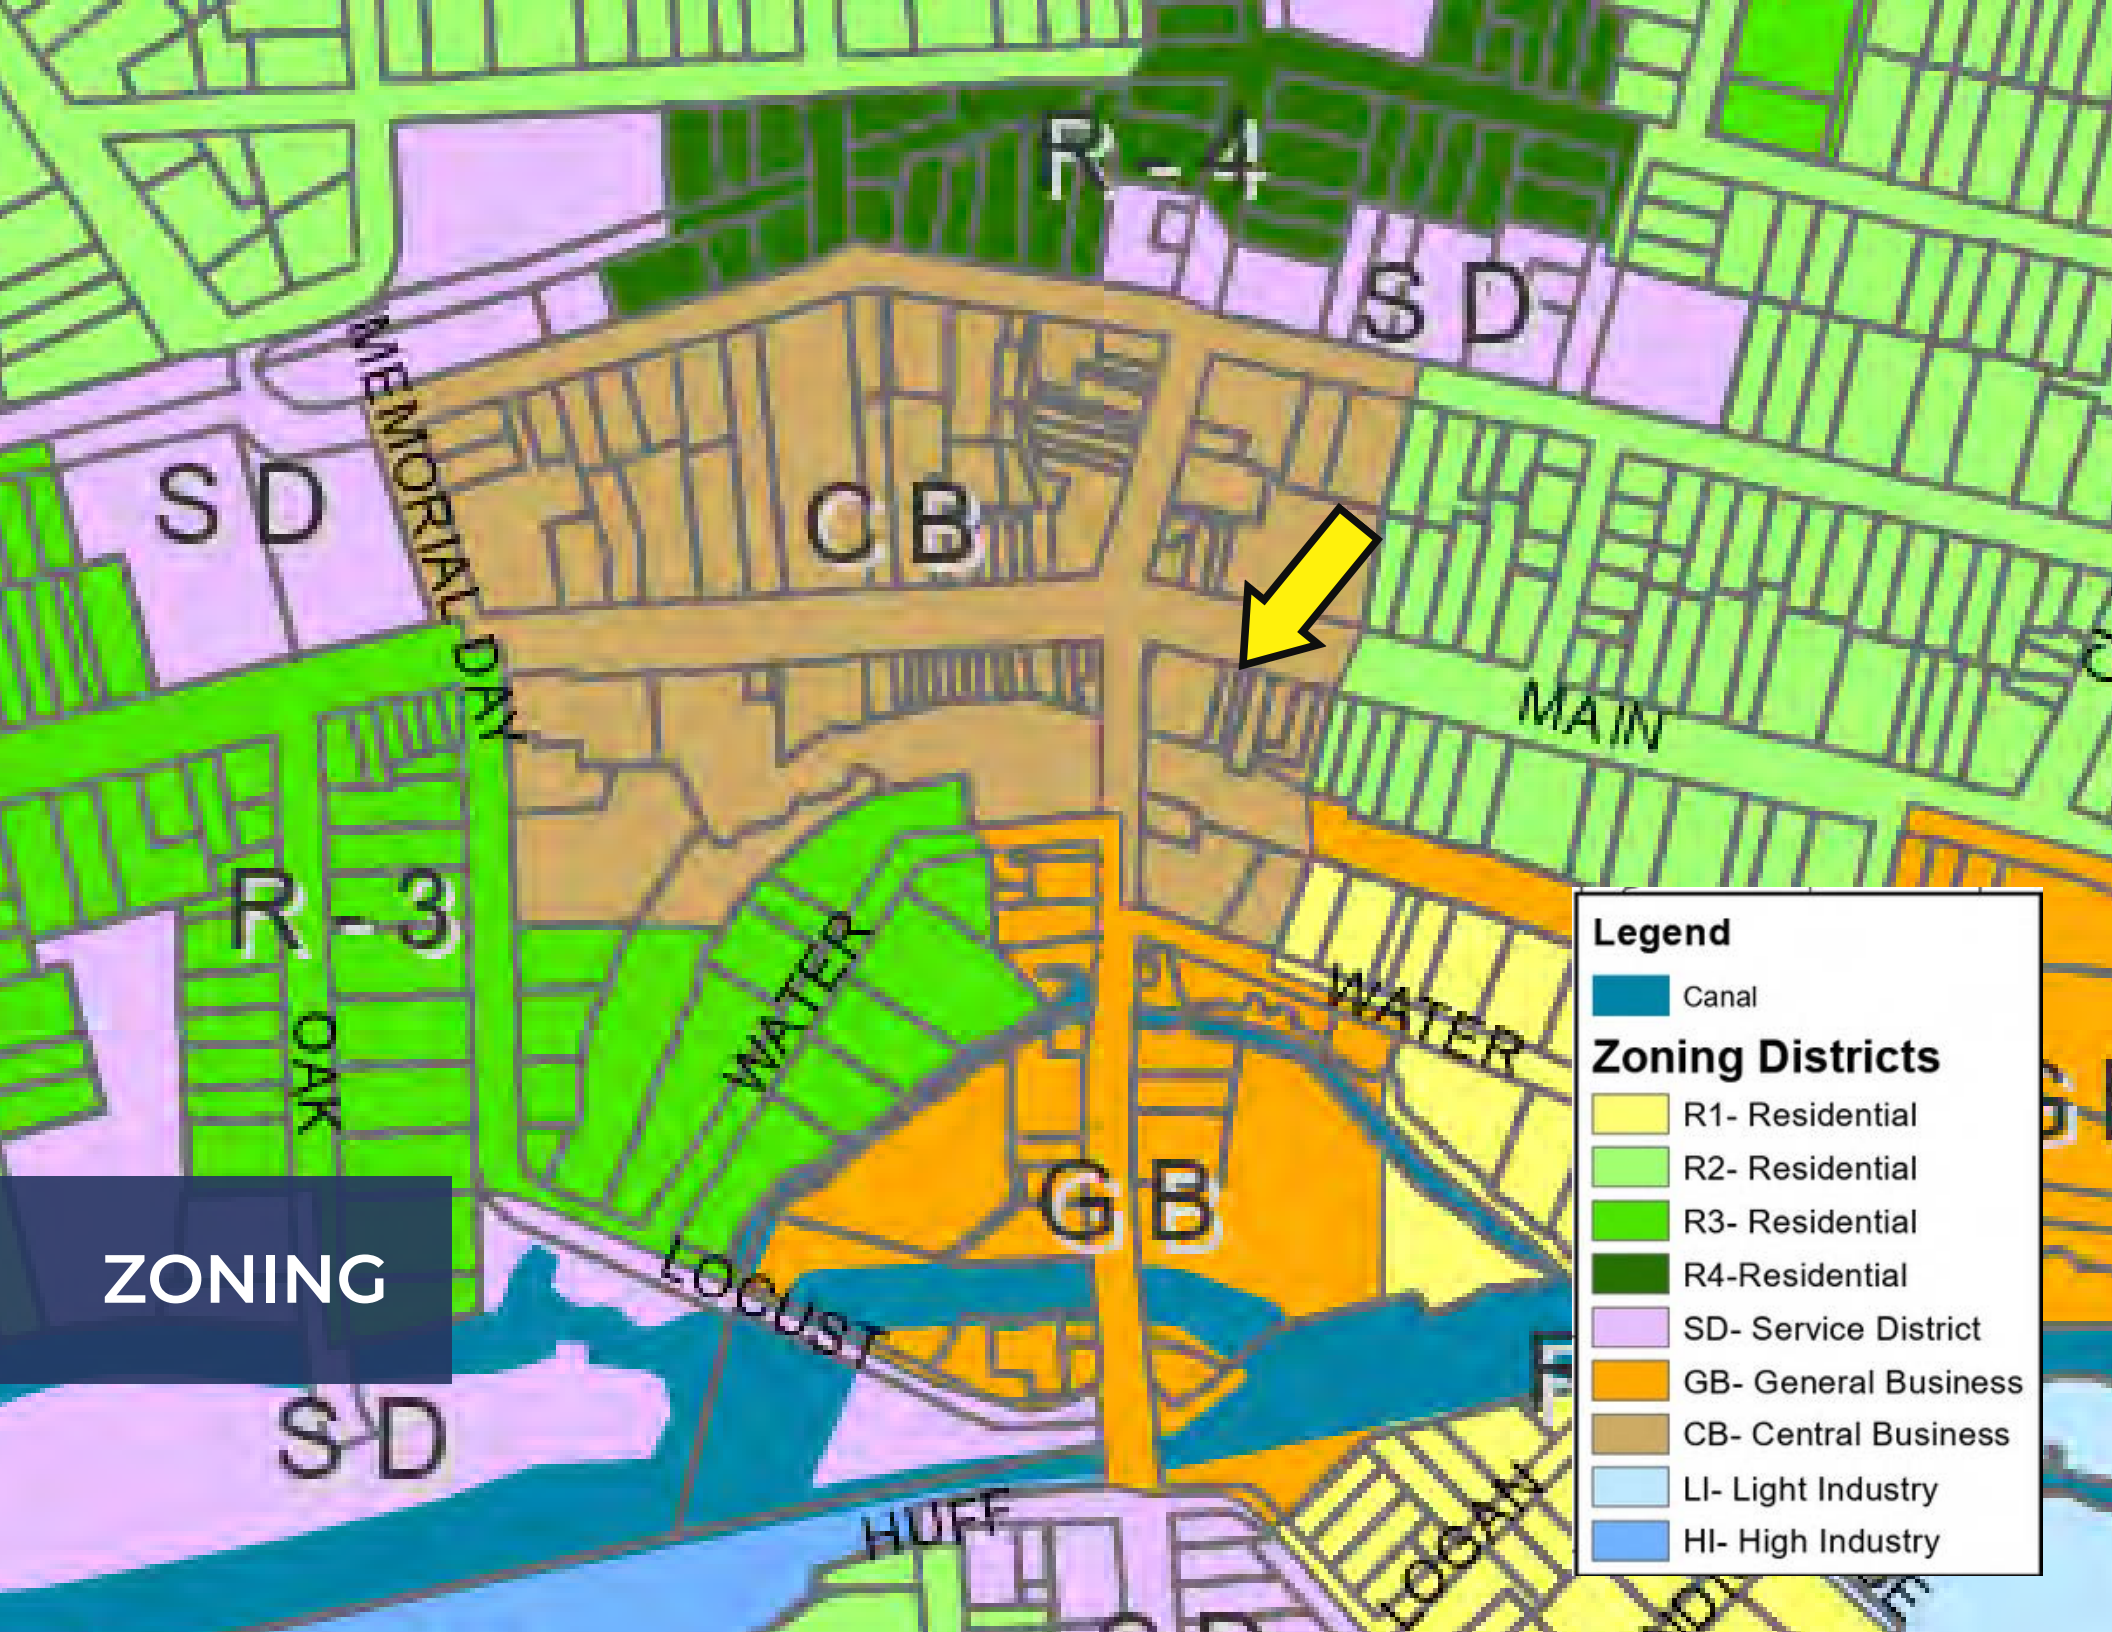 R-4
SD
MEMORIAL DAY
SD
CB
MAIN
R-3
WATER
WATER
OAK
GB
LOCUST
ZONING
SD
HUFF
LOGAN
Legend
Canal
Zoning Districts
R1- Residential
R2- Residential
R3- Residential
R4-Residential
SD- Service District
GB- General Business
CB- Central Business
LI- Light Industry
HI- High Industry